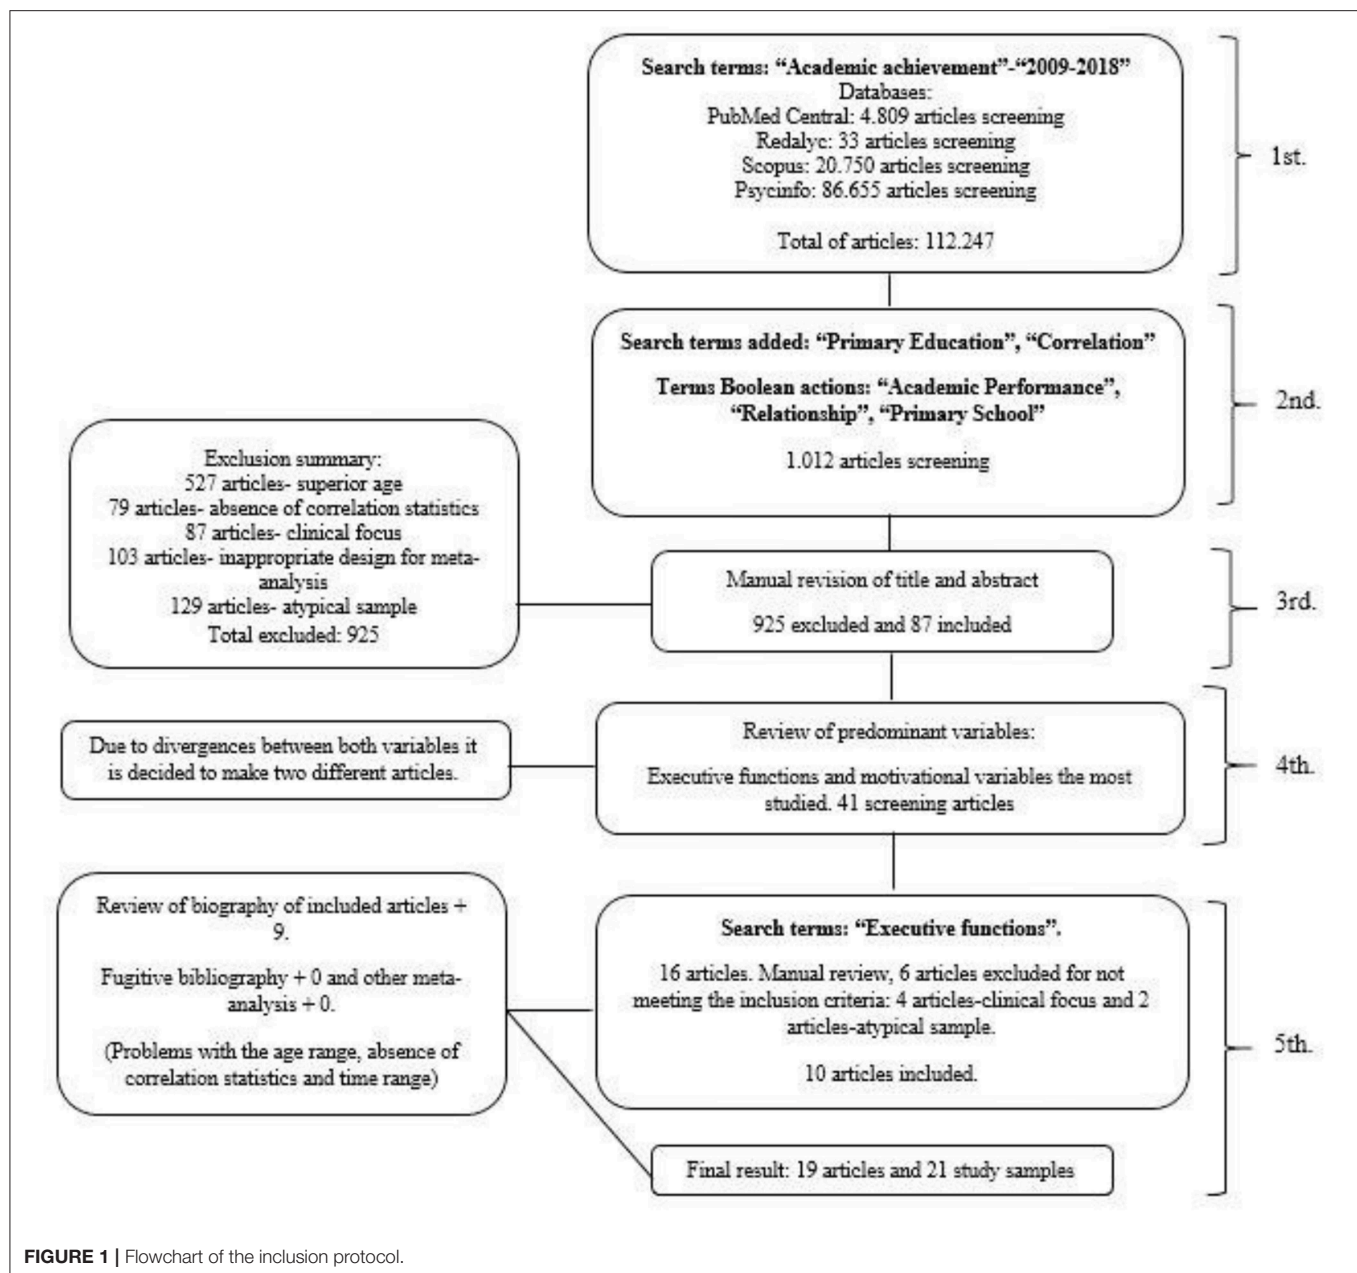 Search terms: “Academic achievement”-“2009-2018”
Databases:
PubMed Central: 4.809 articles screening
Redalyc: 33 articles screening
Scopus: 20.750 articles screening
Psycinfo: 86.655 articles screening
Total of articles: 112.247
1st.
Search terms added: “Primary Education”, “Correlation”
Terms Boolean actions: “Academic Performance”,
“Relationship”, “Primary School”
1.012 articles screening
2nd.
Exclusion summary:
527 articles- superior age
79 articles- absence of correlation statistics
87 articles- clinical focus
103 articles- inappropriate design for meta-
analysis
129 articles- atypical sample
Total excluded: 925
Manual revision of title and abstract
925 excluded and 87 included
3rd.
Due to divergences between both variables it
is decided to make two different articles.
Review of predominant variables:
Executive functions and motivational variables the most
studied. 41 screening articles
4th.
Review of biography of included articles +
9.
Fugitive bibliography + 0 and other meta-
analysis + 0.
(Problems with the age range, absence of
correlation statistics and time range)
Search terms: “Executive functions”.
16 articles. Manual review, 6 articles excluded for not
meeting the inclusion criteria: 4 articles-clinical focus and 2
articles-atypical sample.
10 articles included.
5th.
Final result: 19 articles and 21 study samples
FIGURE 1 | Flowchart of the inclusion protocol.